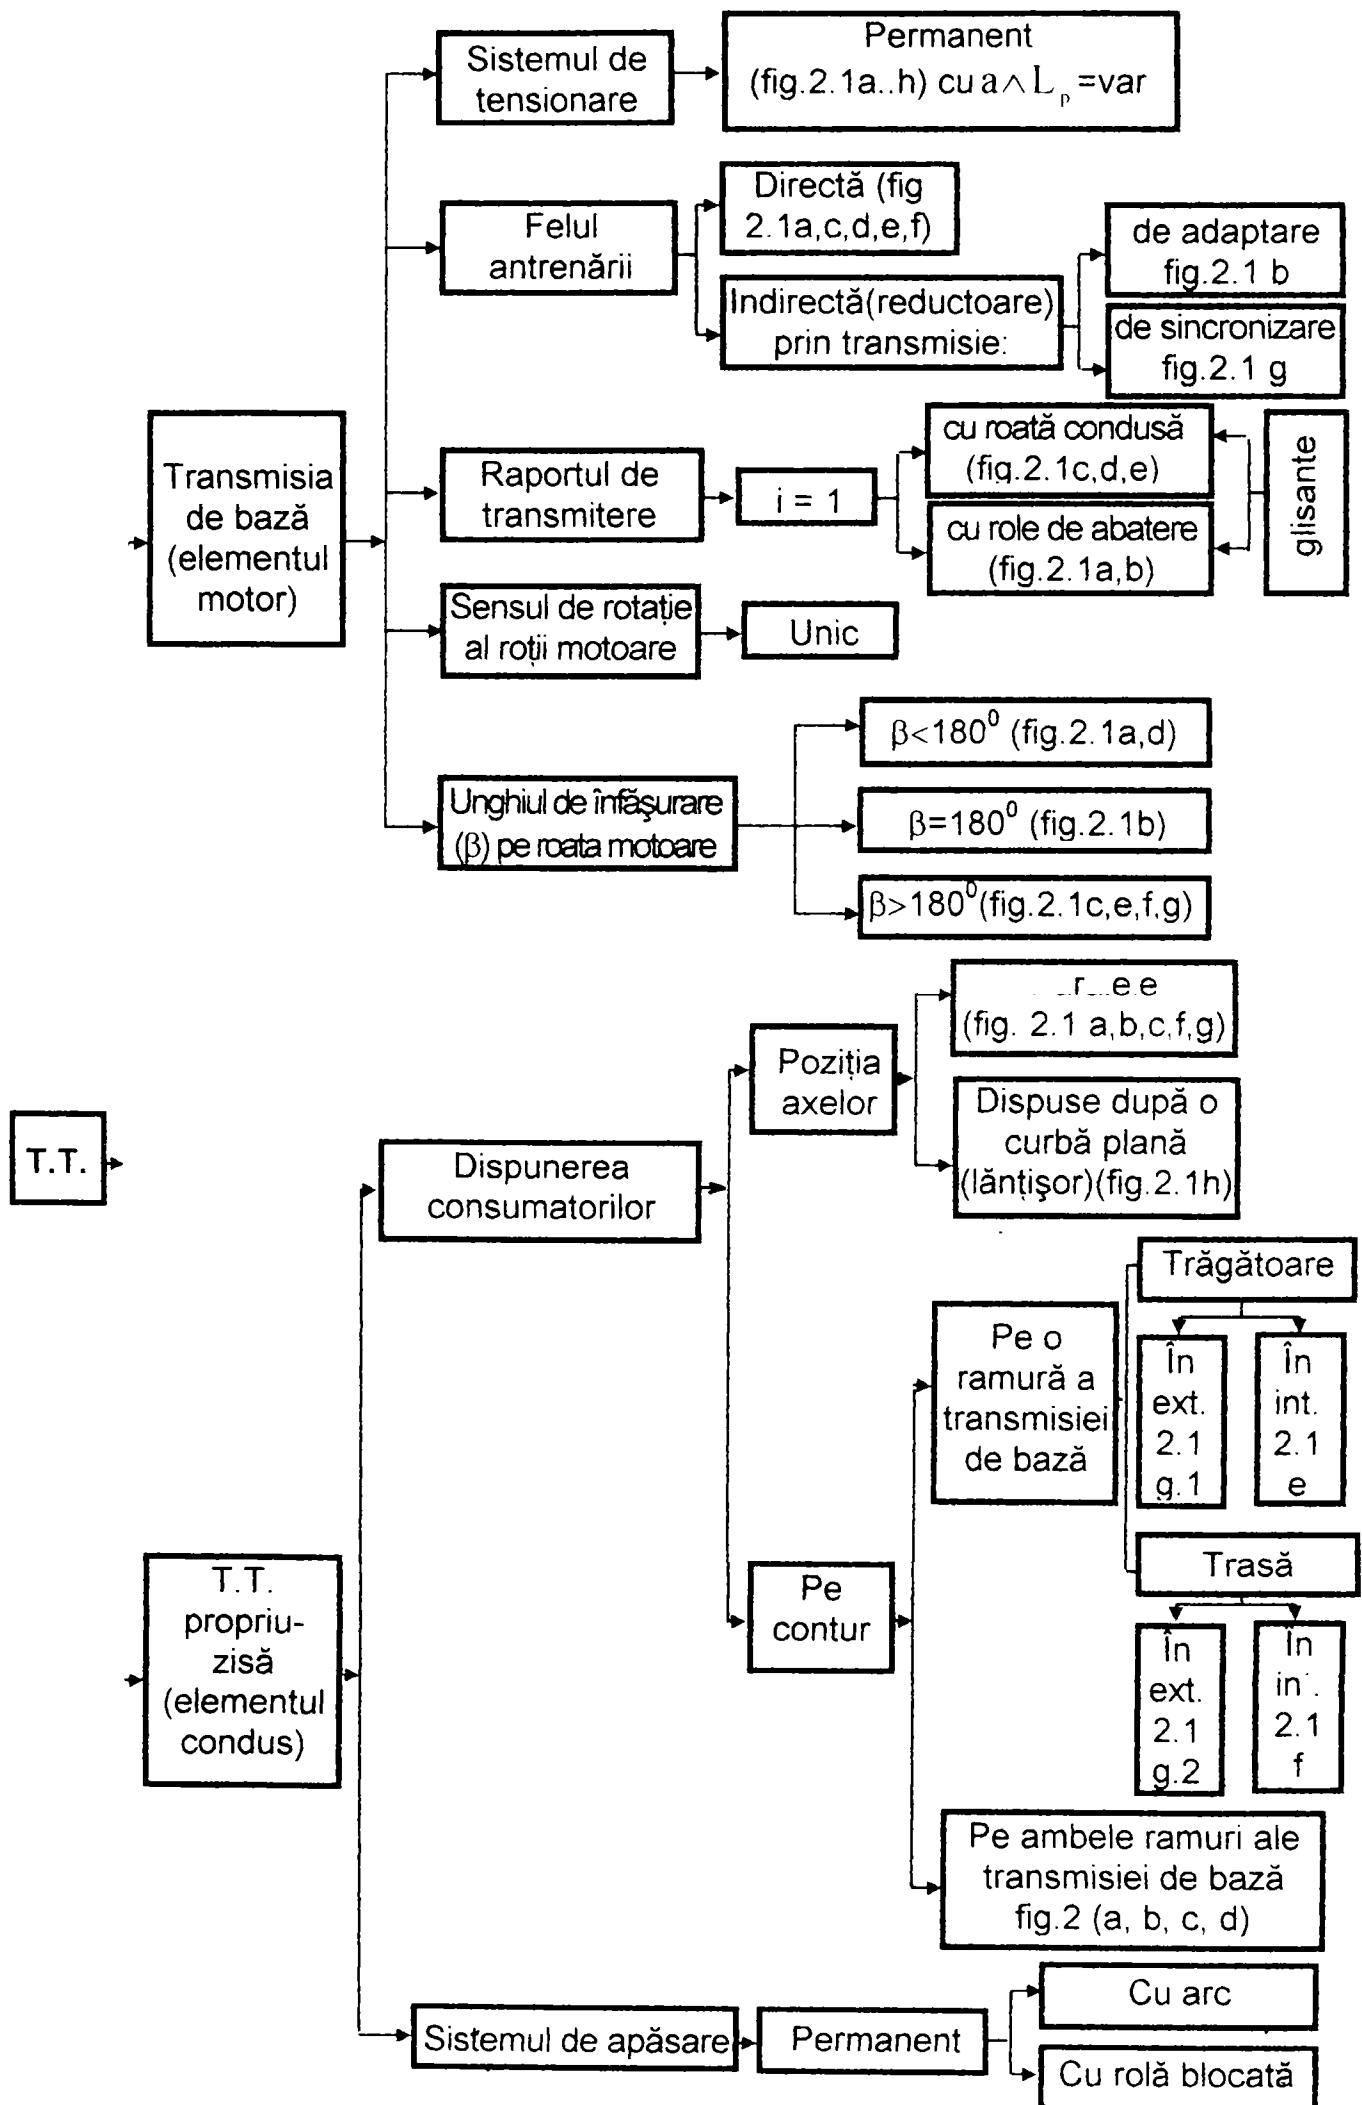 Sistemul de
tensionare
Permanent
(fig.2.1a..h) cu a ∧ L_p =var
Felul
antrenării
Directă (fig
2.1a,c,d,e,f)
Indirectă(reductoare)
prin transmisie:
de adaptare
fig.2.1 b
de sincronizare
fig.2.1 g
Transmisia
de bază
(elementul
motor)
Raportul de
transmitere
i = 1
cu roată condusă
(fig.2.1c,d,e)
cu role de abatere
(fig.2.1a,b)
glisante
Sensul de rotație
al roții motoare
Unic
Unghiul de înfăşurare
(β) pe roata motoare
β<180⁰ (fig.2.1a,d)
β=180⁰ (fig.2.1b)
β>180⁰(fig.2.1c,e,f,g)
T.T.
T.T.
propriu-
zisă
(elementul
condus)
Dispunerea
consumatorilor
Poziția
axelor
(fig. 2.1 a,b,c,f,g)
Dispuse după o
curbă plană
(lănțişor)(fig.2.1h)
Pe
contur
Pe o
ramură a
transmisiei
de bază
Trăgătoare
În
ext.
2.1
g.1
În
int.
2.1
e
Trasă
În
ext.
2.1
g.2
În
2.1
f
Pe ambele ramuri ale
transmisiei de bază
fig.2 (a, b, c, d)
Sistemul de apăsare
Permanent
Cu arc
Cu rolă blocată